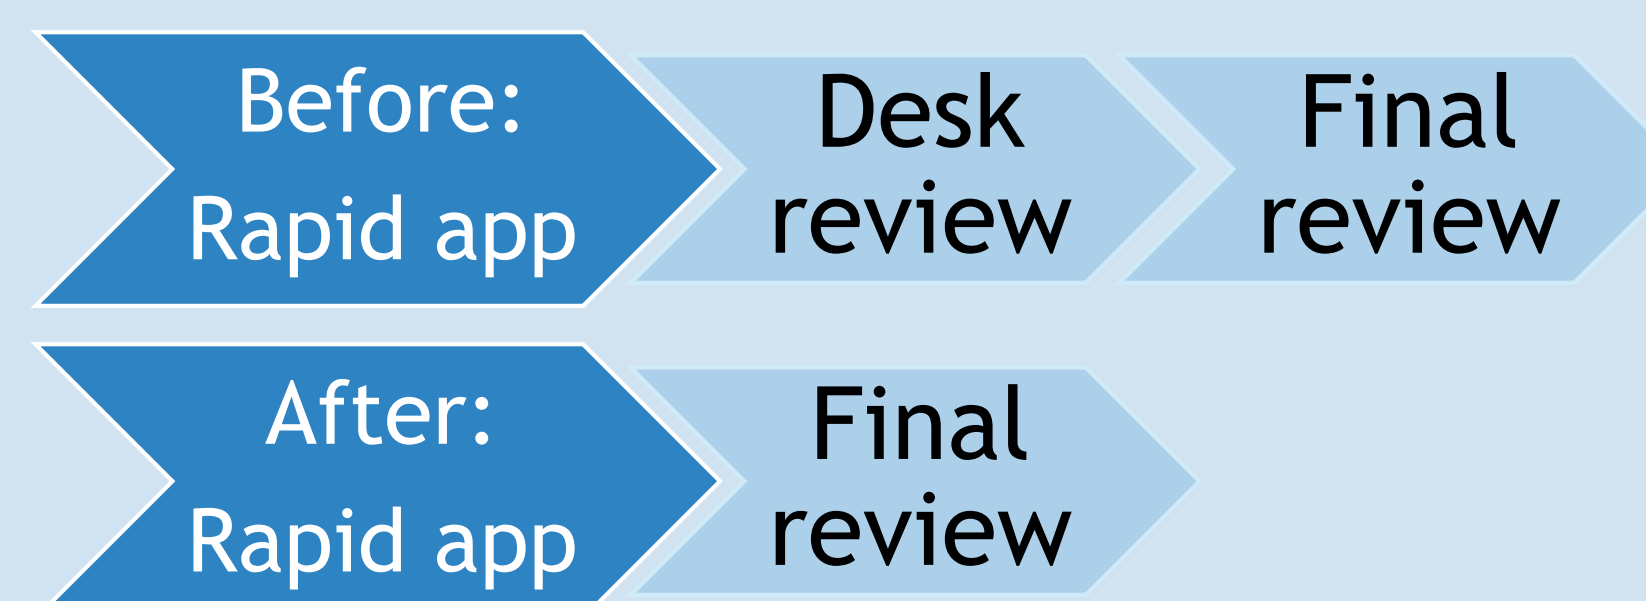 Before:
Rapid app
Desk
review
Final
review
After:
Rapid app
Final
review